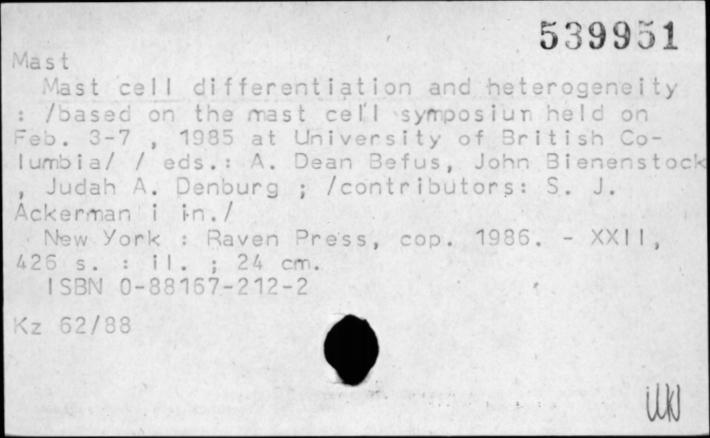 539951
Mast
Mast cell differentiation and heterogeneity
: /based on the mast cell symposiun held on
Feb. 3-7 , 1985 at University of British Co-
lumbia/ / eds.: A. Dean Befus, John Bienenstock
, Judah A. Denburg ; /contributors: S. J.
Ackerman i in./
New York : Raven Press, cop. 1986. - XXII,
426 s. : il. ; 24 cm.
ISBN 0-88167-212-2
Kz 62/88